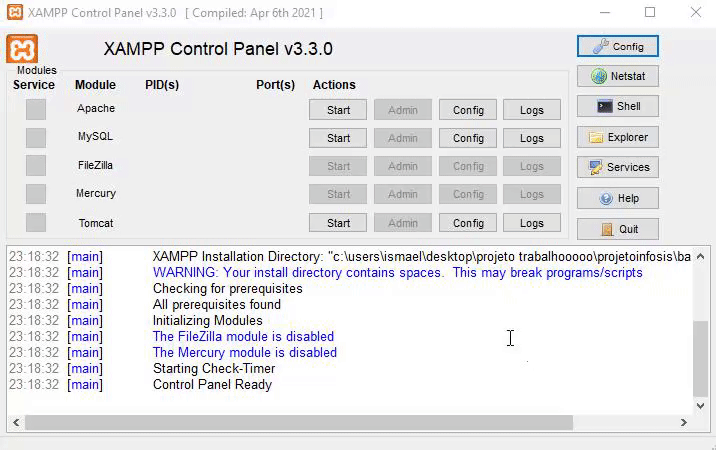 XAMPP Control Panel v3.3.0 [ Compiled: Apr 6th 2021 ]
XAMPP Control Panel v3.3.0
Config
Modules
Service Module PID(s) Port(s) Actions
Netstat
Apache Start Admin Config Logs
Shell
MySQL Start Admin Config Logs
Explorer
FileZilla Start Admin Config Logs
Services
Mercury Start Admin Config Logs
Help
Tomcat Start Admin Config Logs
Quit
23:18:32 [main] XAMPP Installation Directory: "c:\users\ismael\desktop\projeto trabalhooooo\projetoinfosis\ba
23:18:32 [main] WARNING: Your install directory contains spaces. This may break programs/scripts
23:18:32 [main] Checking for prerequisites
23:18:32 [main] All prerequisites found
23:18:32 [main] Initializing Modules
23:18:32 [main] The FileZilla module is disabled
23:18:32 [main] The Mercury module is disabled
23:18:32 [main] Starting Check-Timer
23:18:32 [main] Control Panel Ready